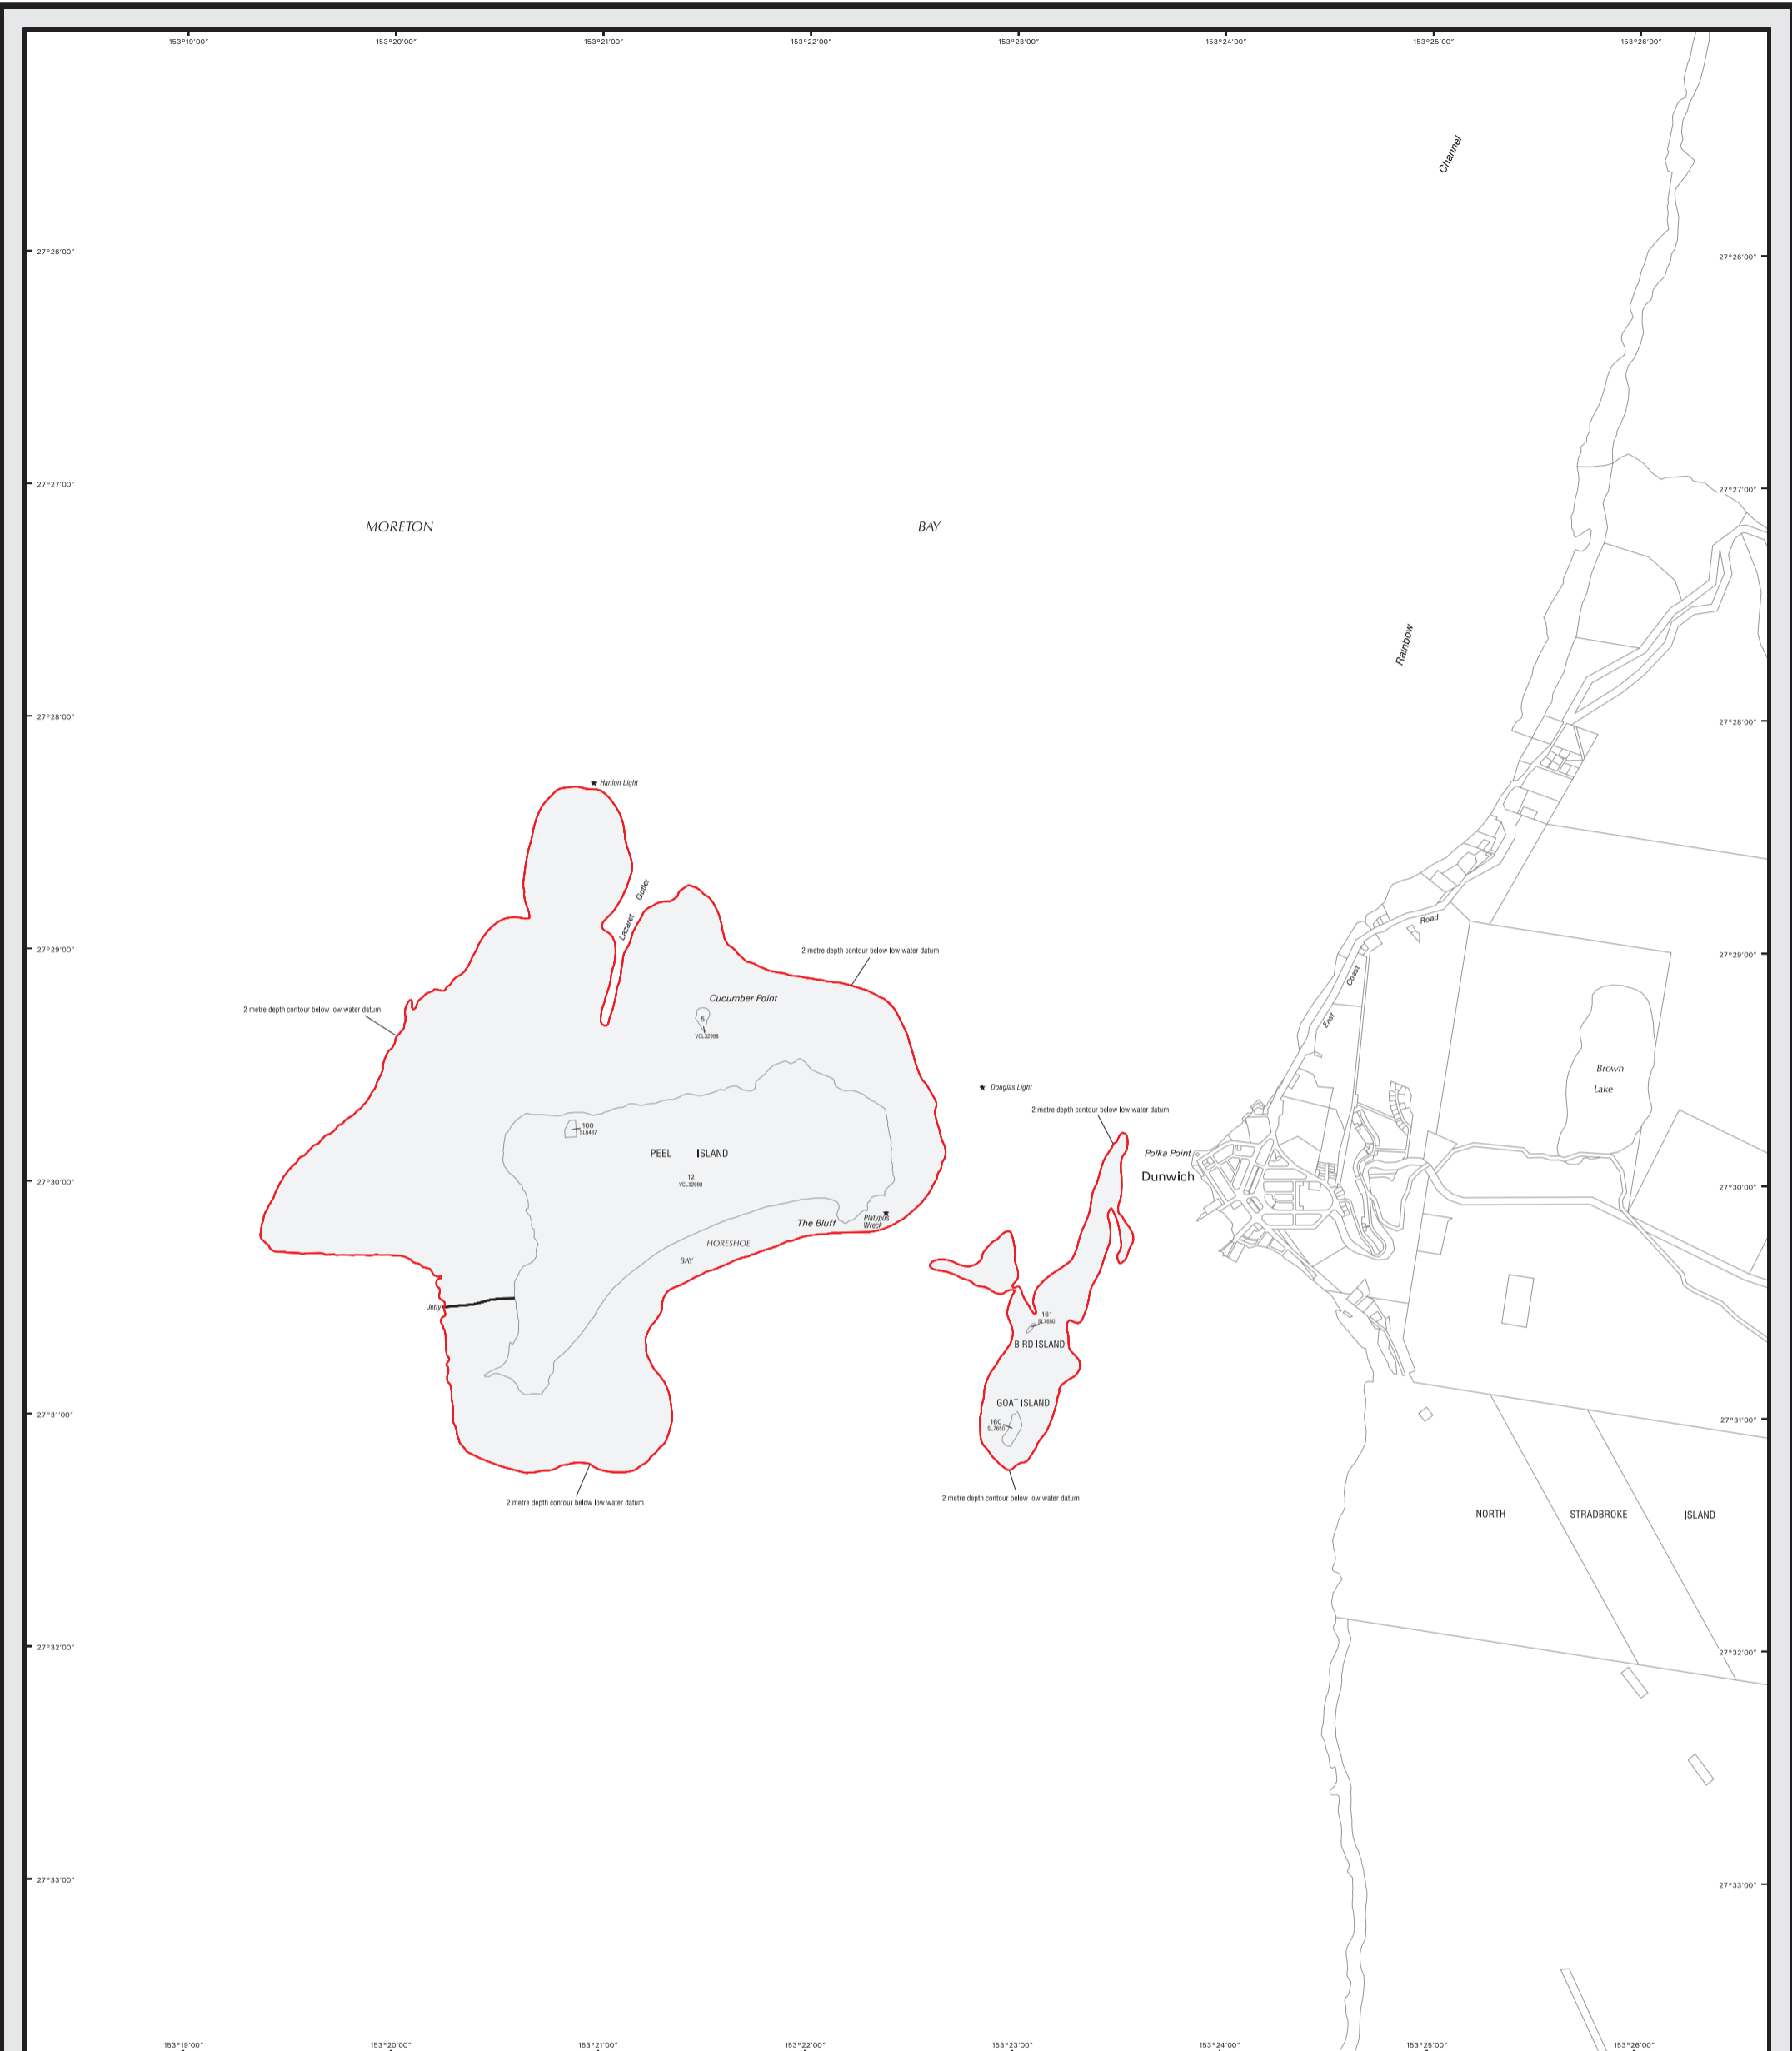 153°19'00"
153°20'00"
153°21'00"
153°22'00"
153°23'00"
153°24'00"
153°25'00"
153°26'00"
Channel
27°26'00"
27°26'00"
27°27'00"
27°27'00"
MORETON BAY
Rainbow
27°28'00"
27°28'00"
Hanlon Light
Lazaret Gutter
Road
27°29'00"
2 metre depth contour below low water datum
27°29'00"
Coast
Cucumber Point
2 metre depth contour below low water datum
5
VCL32998
East
Brown
Lake
Douglas Light
2 metre depth contour below low water datum
100
SL6487
PEEL ISLAND
Polka Point
12
VCL32998
Dunwich
27°30'00"
27°30'00"
The Bluff
Platypus
Wreck
HORESHOE
BAY
Jetty
161
SL7650
BIRD ISLAND
GOAT ISLAND
27°31'00"
160
SL7650
27°31'00"
2 metre depth contour below low water datum
2 metre depth contour below low water datum
NORTH STRADBROKE ISLAND
27°32'00"
27°32'00"
27°33'00"
27°33'00"
153°19'00"
153°20'00"
153°21'00"
153°22'00"
153°23'00"
153°24'00"
153°25'00"
153°26'00"